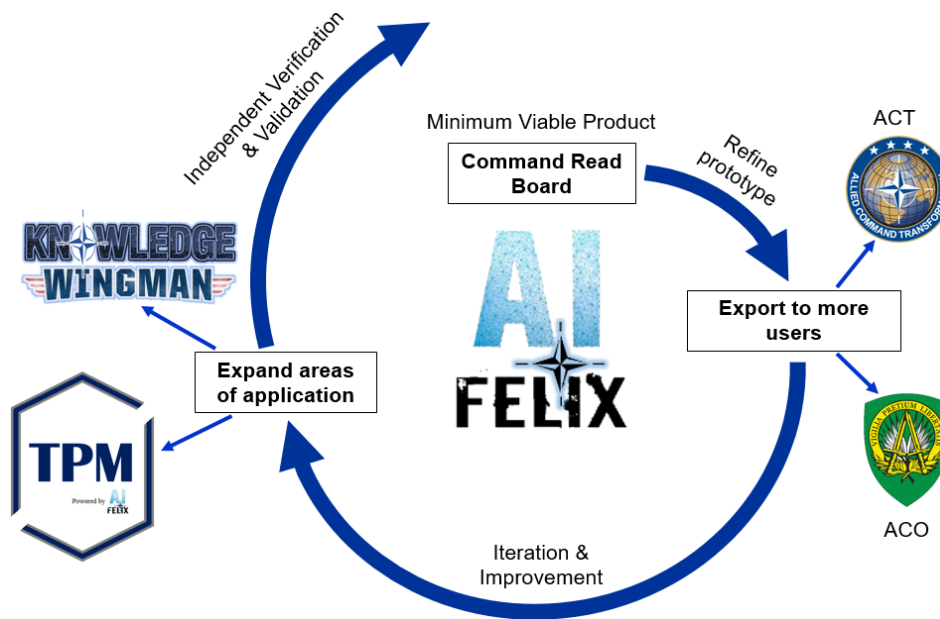 Independent Verification
& Validation
Minimum Viable Product
Command Read
Board
Refine
prototype
ACT
ALLIED COMMAND TRANSFOR
KNOWLEDGE
WINGMAN
AI
FELIX
Export to more
users
Expand areas
of application
TPM
Powered by AI
FELIX
VIGILIA PRETIUM LIBERTATIS
ACO
Iteration &
Improvement